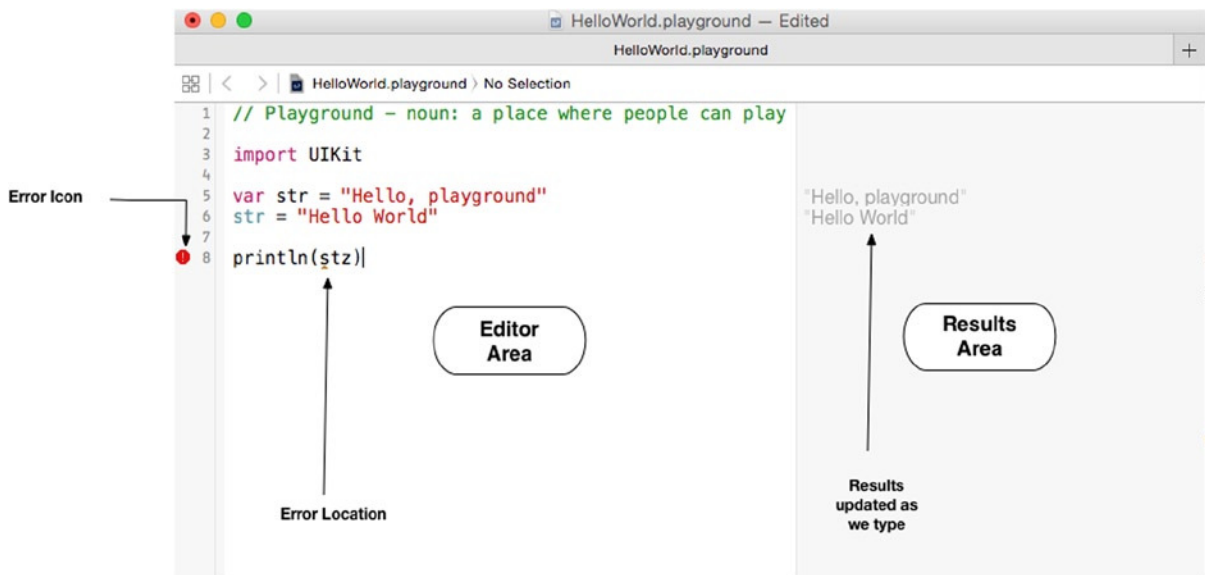 HelloWorld.playground — Edited
HelloWorld.playground
+
HelloWorld.playground 〉 No Selection
1 // Playground – noun: a place where people can play
2
3 import UIKit
4
Error Icon
5 var str = "Hello, playground" "Hello, playground"
6 str = "Hello World" "Hello World"
7
8 println(stz)
Editor
Area
Results
Area
Error Location
Results
updated as
we type